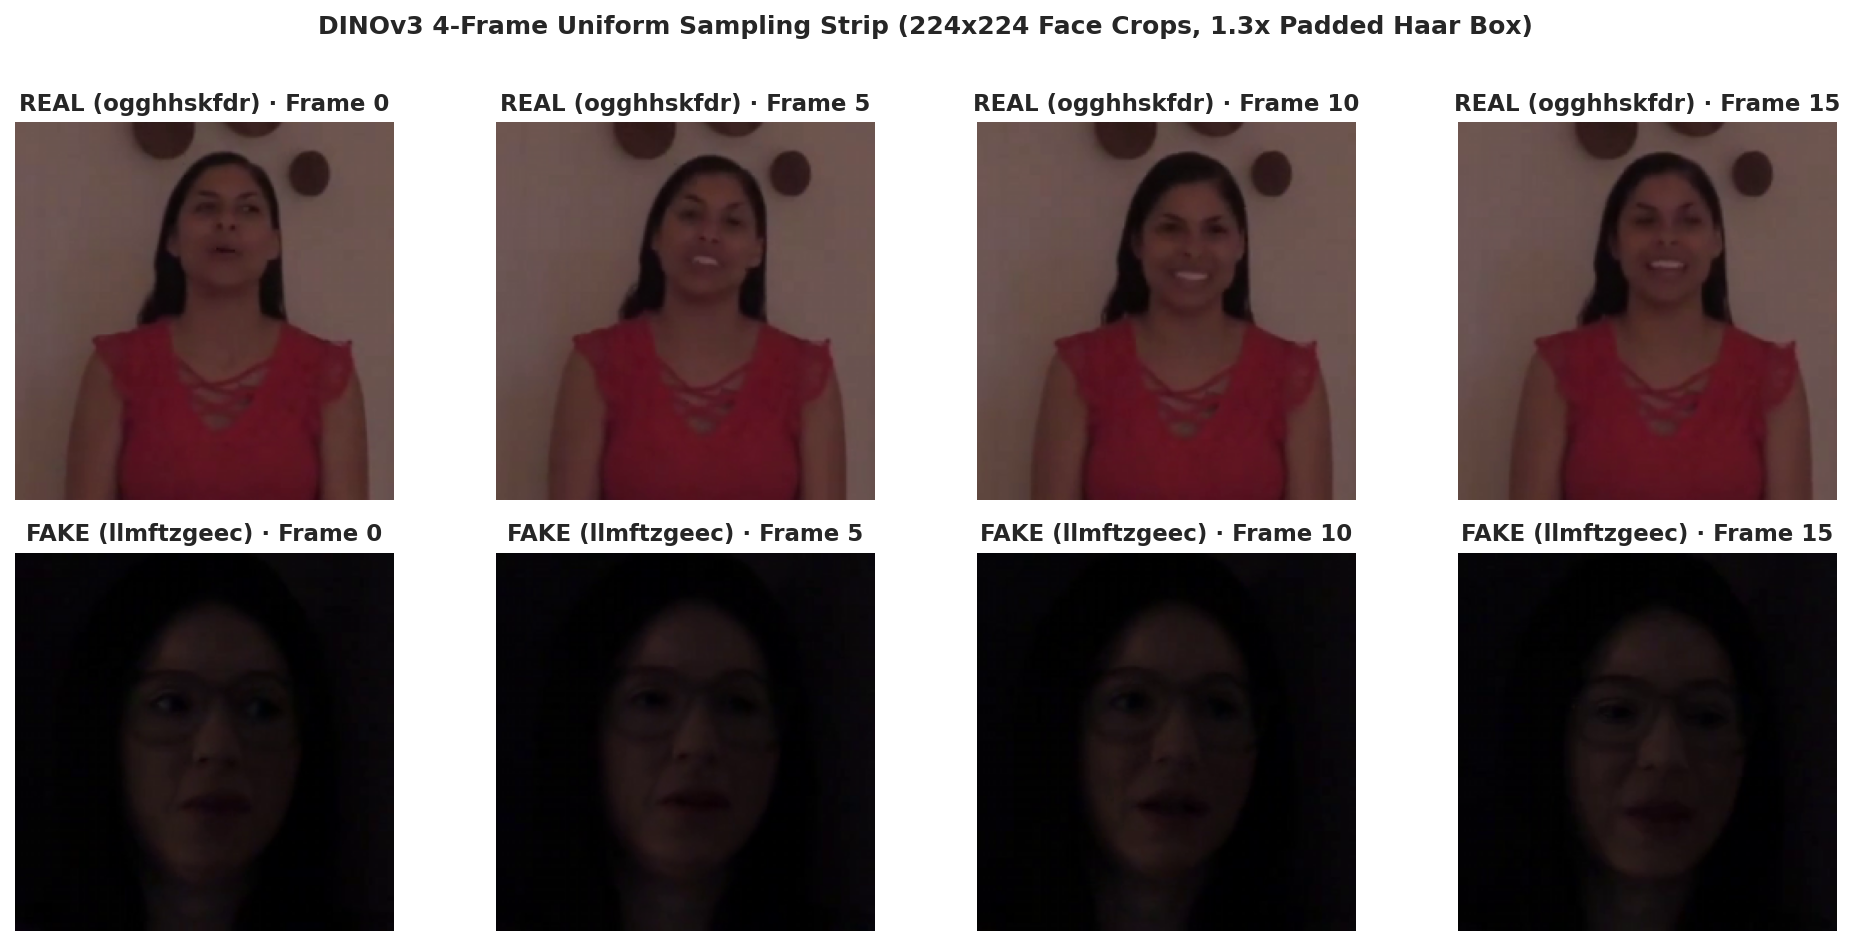 DINOv3 4-Frame Uniform Sampling Strip (224x224 Face Crops, 1.3x Padded Haar Box)
REAL (ogghhskfdr) · Frame 0
REAL (ogghhskfdr) · Frame 5
REAL (ogghhskfdr) · Frame 10
REAL (ogghhskfdr) · Frame 15
FAKE (llmftzgeec) · Frame 0
FAKE (llmftzgeec) · Frame 5
FAKE (llmftzgeec) · Frame 10
FAKE (llmftzgeec) · Frame 15